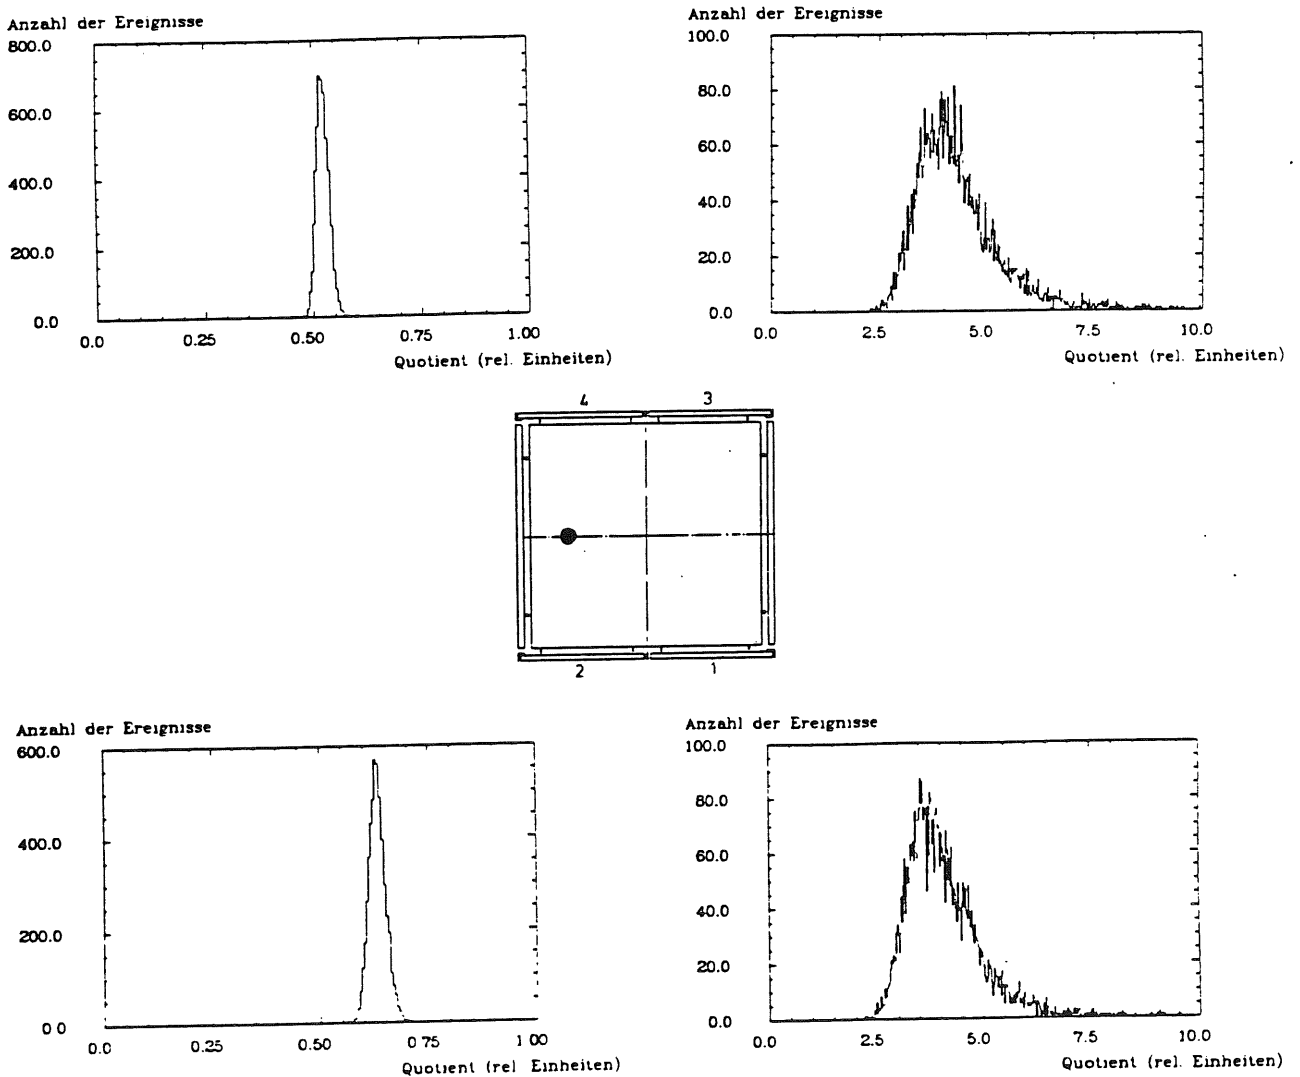 Anzahl der Ereignisse
800.0
600.0
400.0
200.0
0.0
0.0 0.25 0.50 0.75 1.00
Quotient (rel. Einheiten)
Anzahl der Ereignisse
100.0
80.0
60.0
40.0
20.0
0.0
0.0 2.5 5.0 7.5 10.0
Quotient (rel. Einheiten)
4 3
2 1
Anzahl der Ereignisse
600.0
400.0
200.0
0 0
0.0 0.25 0.50 0.75 1 00
Quotient (rel Einheiten)
Anzahl der Ereignisse
100.0
80.0
60.0
40.0
20.0
0.0
0.0 2.5 5.0 7.5 10.0
Quotient (rel. Einheiten)